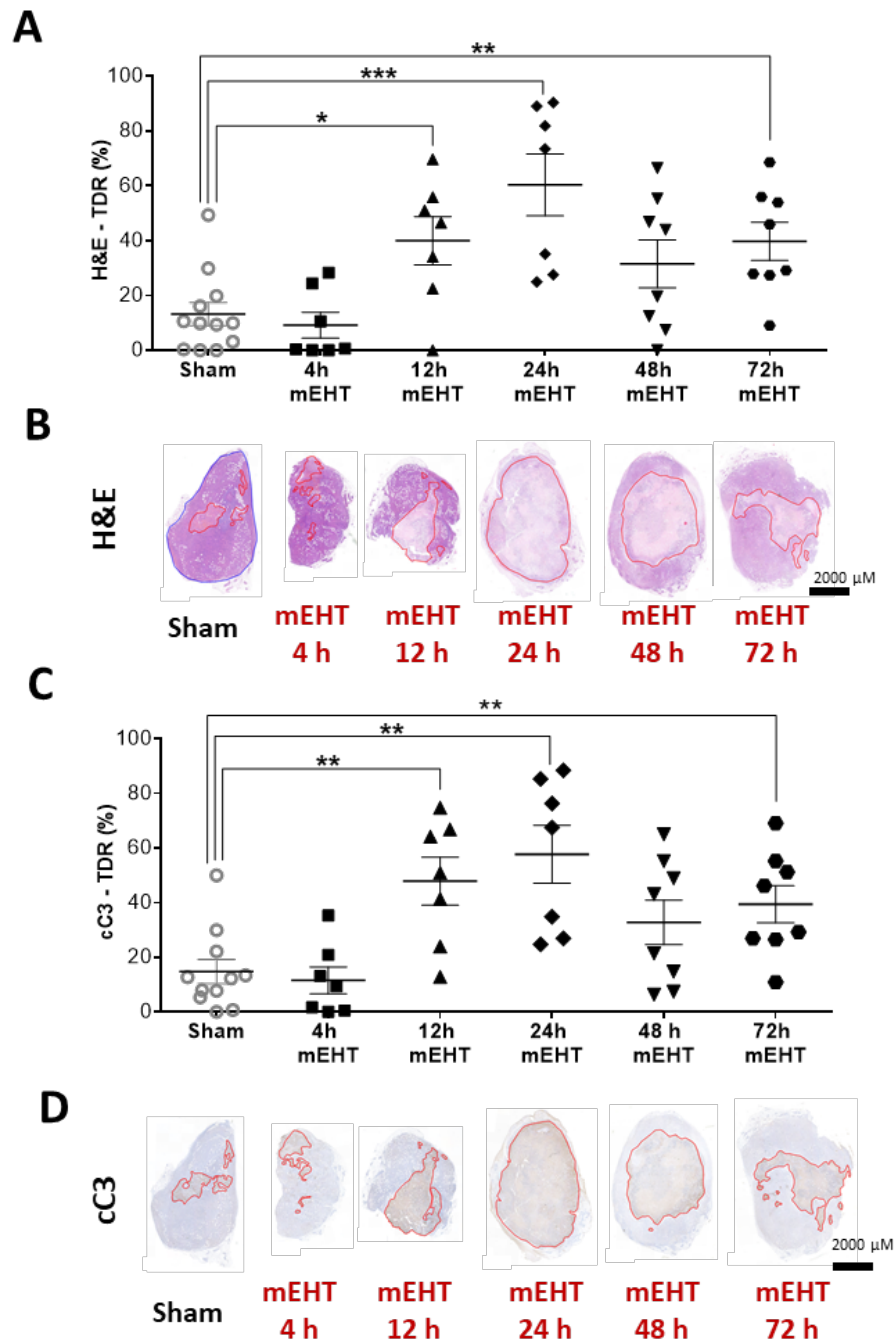 A
**
***
*
100
80
60
40
20
0
H&E - TDR (%)
Sham
4h
mEHT
12h
mEHT
24h
mEHT
48h
mEHT
72h
mEHT
B
H&E
2000 µM
Sham
mEHT
4 h
mEHT
12 h
mEHT
24 h
mEHT
48 h
mEHT
72 h
C
**
**
**
100
80
60
40
20
0
cC3 - TDR (%)
Sham
4h
mEHT
12h
mEHT
24h
mEHT
48 h
mEHT
72h
mEHT
D
cC3
2000 µM
Sham
mEHT
4 h
mEHT
12 h
mEHT
24 h
mEHT
48 h
mEHT
72 h